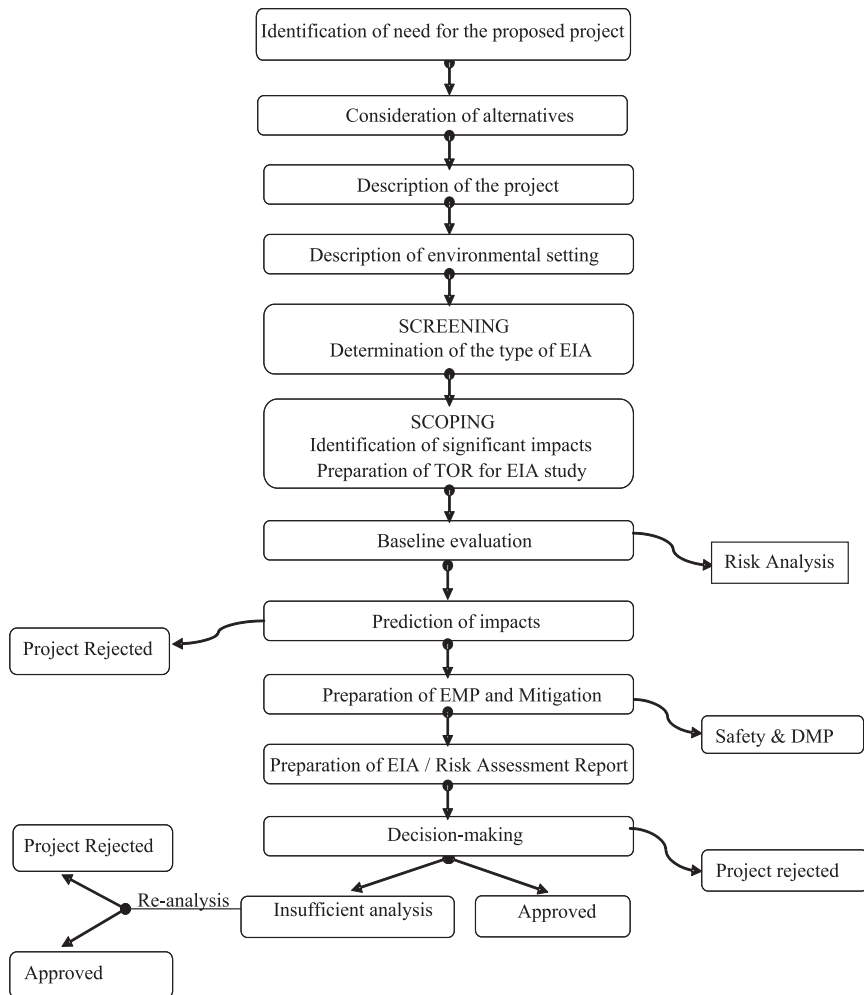 Identification of need for the proposed project
Consideration of alternatives
Description of the project
Description of environmental setting
SCREENING
Determination of the type of EIA
SCOPING
Identification of significant impacts
Preparation of TOR for EIA study
Baseline evaluation
Risk Analysis
Prediction of impacts
Project Rejected
Preparation of EMP and Mitigation
Safety & DMP
Preparation of EIA / Risk Assessment Report
Decision-making
Project Rejected
Project rejected
Re-analysis
Insufficient analysis
Approved
Approved